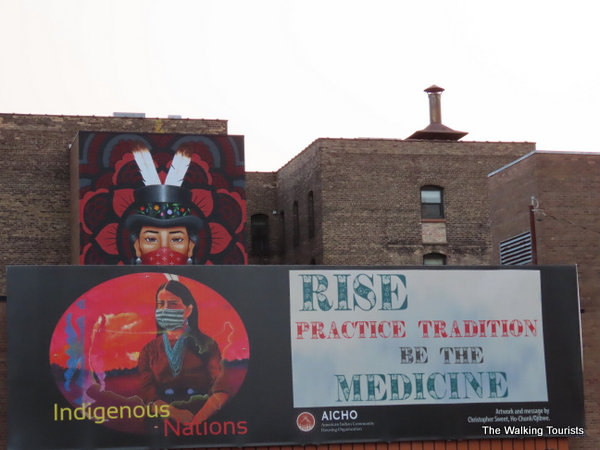 RISE
PRACTICE TRADITION
BE THE
MEDICINE
Indigenous
Nations
AICHO
American Indian Community
Housing Organization
Artwork and message by
Christopher Sweet, Ho-Chunk/Ojibwe.
The Walking Tourists